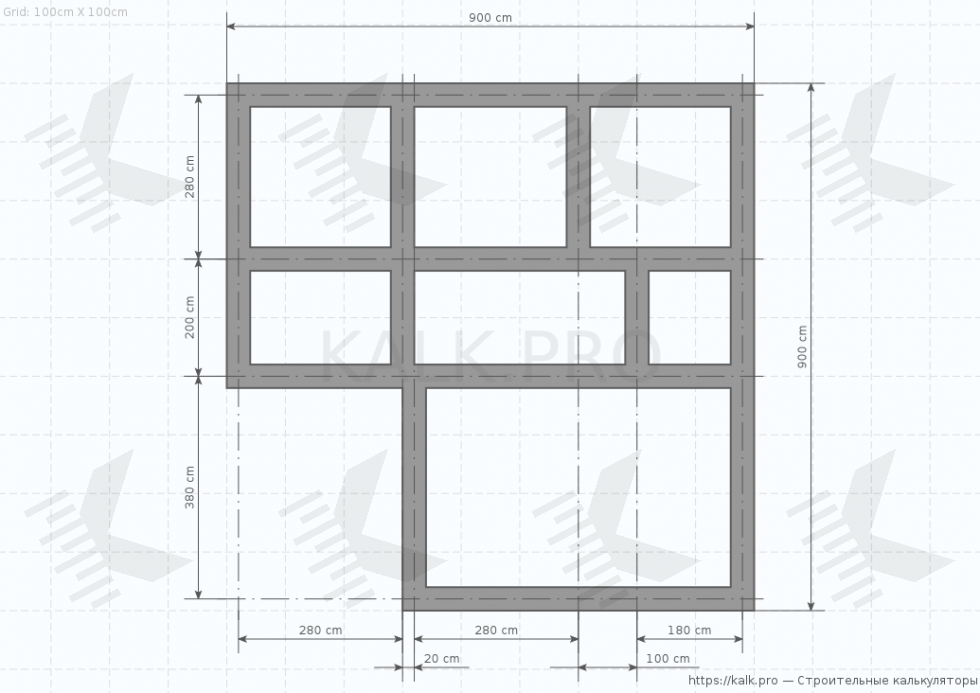 Grid: 100cm X 100cm
900 cm
280 cm
200 cm
900 cm
KALK.PRO
380 cm
280 cm
280 cm
180 cm
20 cm
100 cm
https://kalk.pro — Строительные калькуляторы